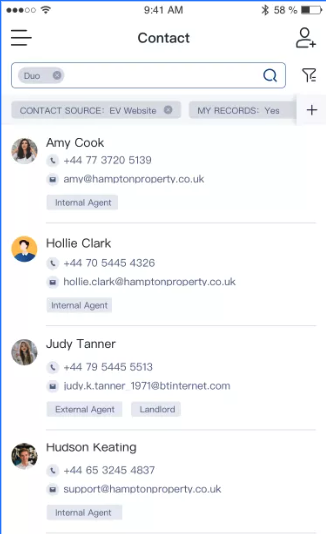 9:41 AM 58 %
Contact
Duo
CONTACT SOURCE: EV Website MY RECORDS: Yes
Amy Cook
+44 77 3720 5139
amy@hamptonproperty.co.uk
Internal Agent
Hollie Clark
+44 70 5445 4326
hollie.clark@hamptonproperty.co.uk
Internal Agent
Judy Tanner
+44 79 5445 5513
judy.k.tanner_1971@btinternet.com
External Agent Landlord
Hudson Keating
+44 65 3245 4837
support@hamptonproperty.co.uk
Internal Agent